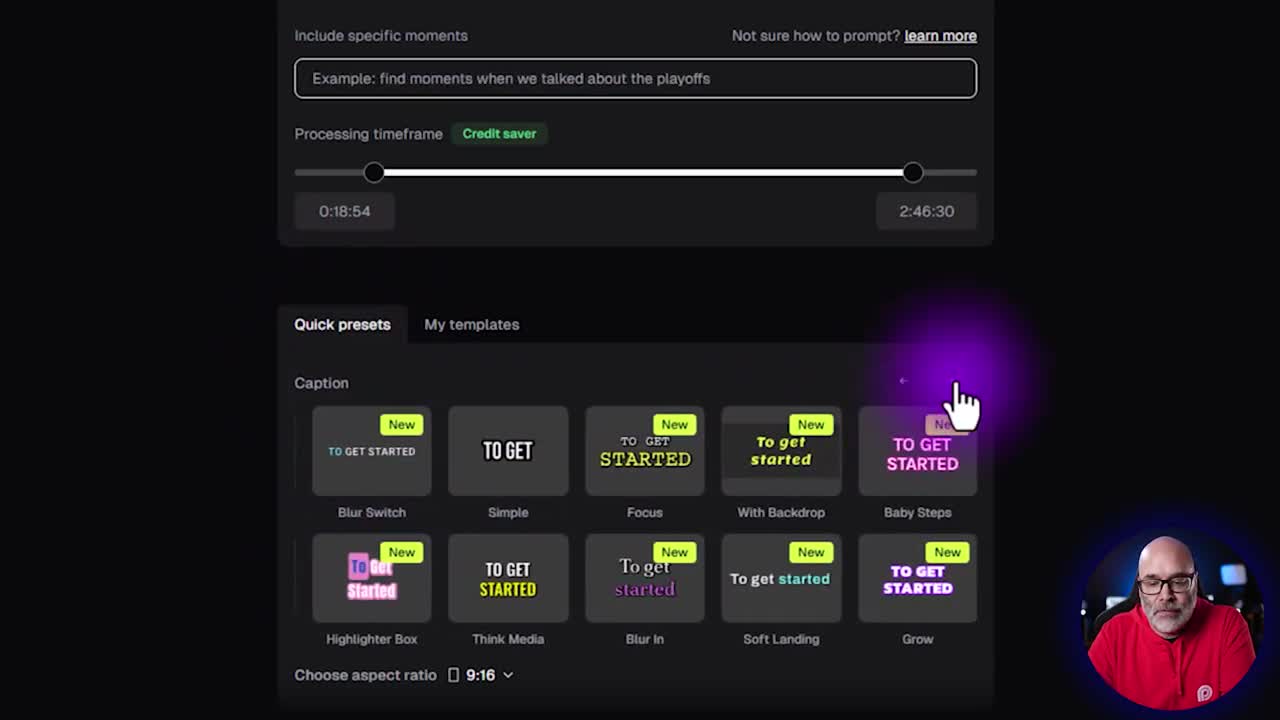 Include specific moments
Not sure how to prompt? learn more
Example: find moments when we talked about the playoffs
Processing timeframe
Credit saver
0:18:54
2:46:30
Quick presets
My templates
Caption
New
TO GET STARTED
Blur Switch
TO GET
Simple
New
TO GET
STARTED
Focus
New
To get
started
With Backdrop
New
TO GET
STARTED
Baby Steps
New
To Get
Started
Highlighter Box
TO GET
STARTED
Think Media
New
To get
started
Blur In
New
To get started
Soft Landing
New
TO GET
STARTED
Grow
Choose aspect ratio
9:16